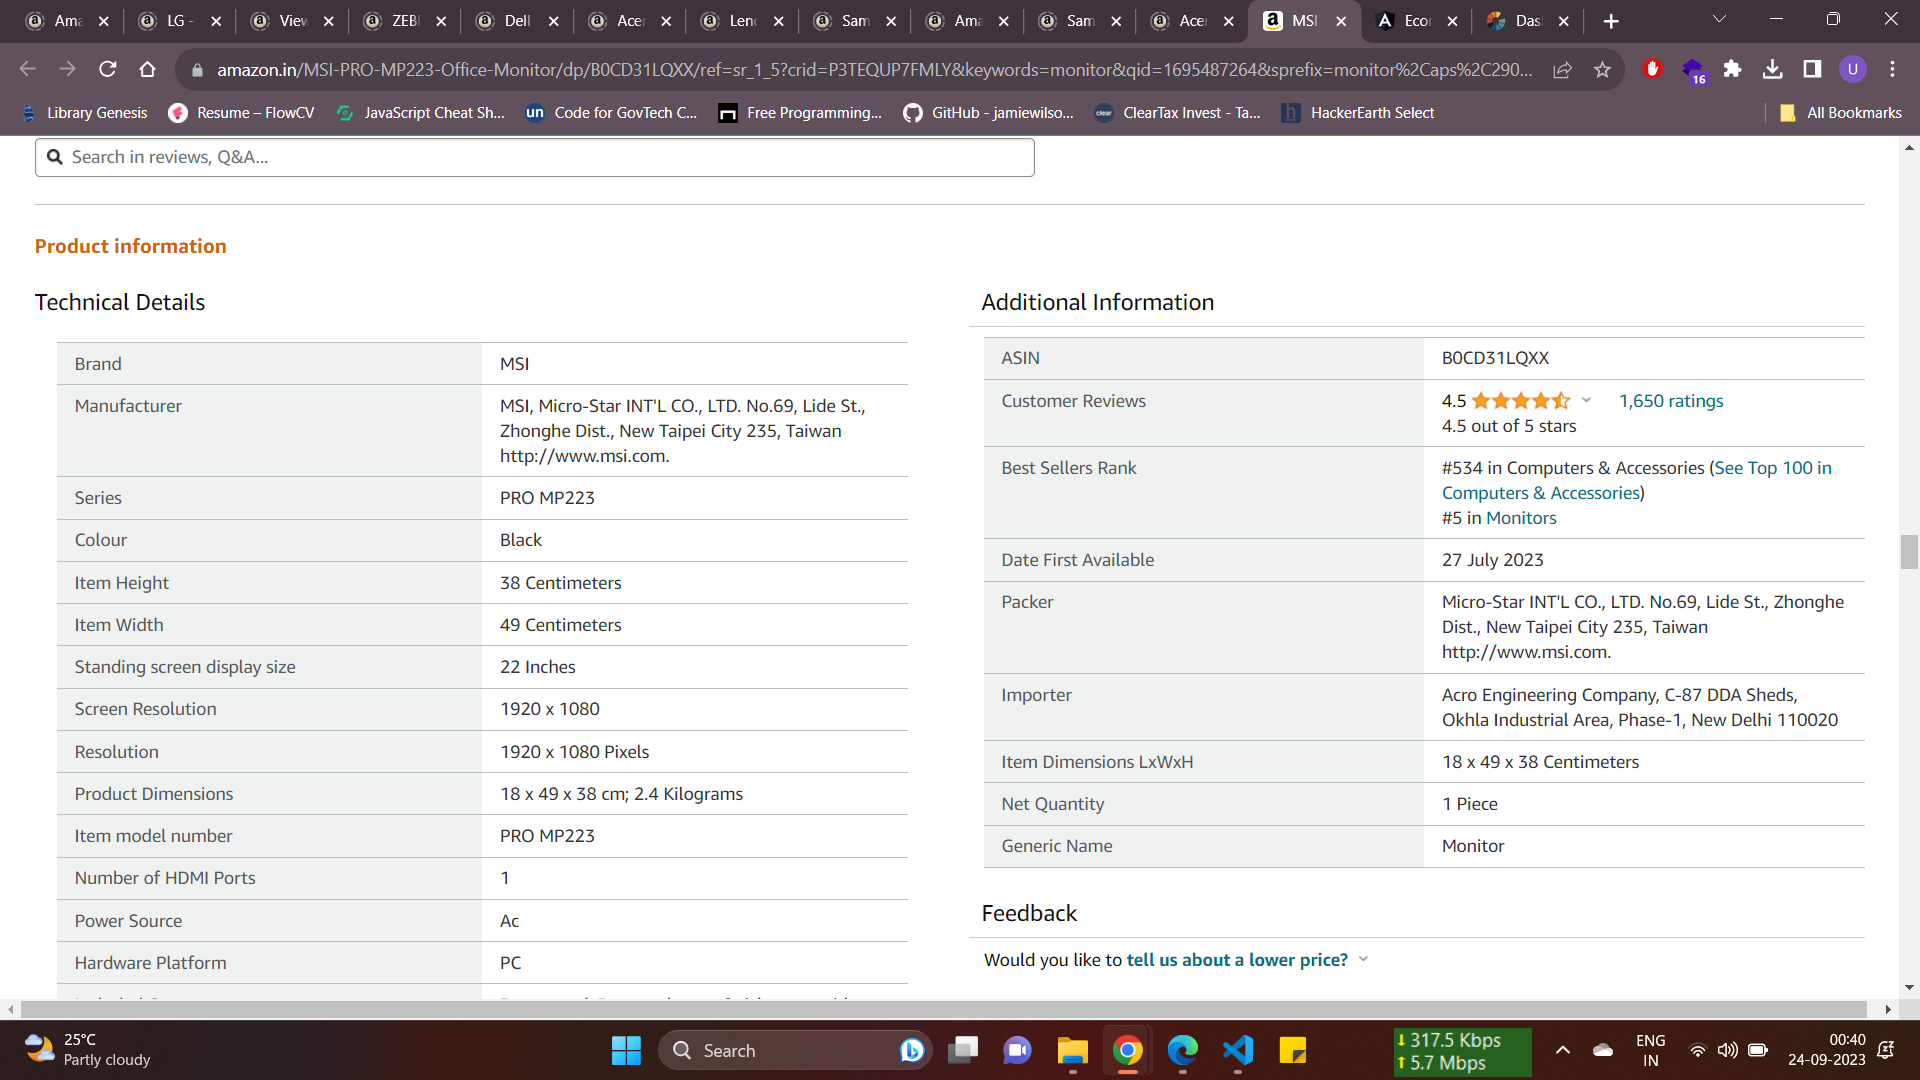 Ama
LG -
View
ZEB
Dell
Acer
Leno
Sam
Ama
Sam
Acer
MSI
Econ
Das
amazon.in/MSI-PRO-MP223-Office-Monitor/dp/B0CD31LQXX/ref=sr_1_5?crid=P3TEQUP7FMLY&keywords=monitor&qid=1695487264&sprefix=monitor%2Caps%2C290...
16
U
Library Genesis
Resume – FlowCV
JavaScript Cheat Sh...
un
Code for GovTech C...
Free Programming...
GitHub - jamiewilso...
clear
ClearTax Invest - Ta...
h
HackerEarth Select
All Bookmarks
Search in reviews, Q&A...
Product information
Technical Details
Brand MSI
Manufacturer MSI, Micro-Star INT'L CO., LTD. No.69, Lide St.,
Zhonghe Dist., New Taipei City 235, Taiwan
http://www.msi.com.
Series PRO MP223
Colour Black
Item Height 38 Centimeters
Item Width 49 Centimeters
Standing screen display size 22 Inches
Screen Resolution 1920 x 1080
Resolution 1920 x 1080 Pixels
Product Dimensions 18 x 49 x 38 cm; 2.4 Kilograms
Item model number PRO MP223
Number of HDMI Ports 1
Power Source Ac
Hardware Platform PC
Additional Information
ASIN B0CD31LQXX
Customer Reviews 4.5 1,650 ratings
4.5 out of 5 stars
Best Sellers Rank #534 in Computers & Accessories (See Top 100 in
Computers & Accessories)
#5 in Monitors
Date First Available 27 July 2023
Packer Micro-Star INT'L CO., LTD. No.69, Lide St., Zhonghe
Dist., New Taipei City 235, Taiwan
http://www.msi.com.
Importer Acro Engineering Company, C-87 DDA Sheds,
Okhla Industrial Area, Phase-1, New Delhi 110020
Item Dimensions LxWxH 18 x 49 x 38 Centimeters
Net Quantity 1 Piece
Generic Name Monitor
Feedback
Would you like to tell us about a lower price?
25°C
Partly cloudy
Search
317.5 Kbps
5.7 Mbps
ENG
IN
00:40
24-09-2023